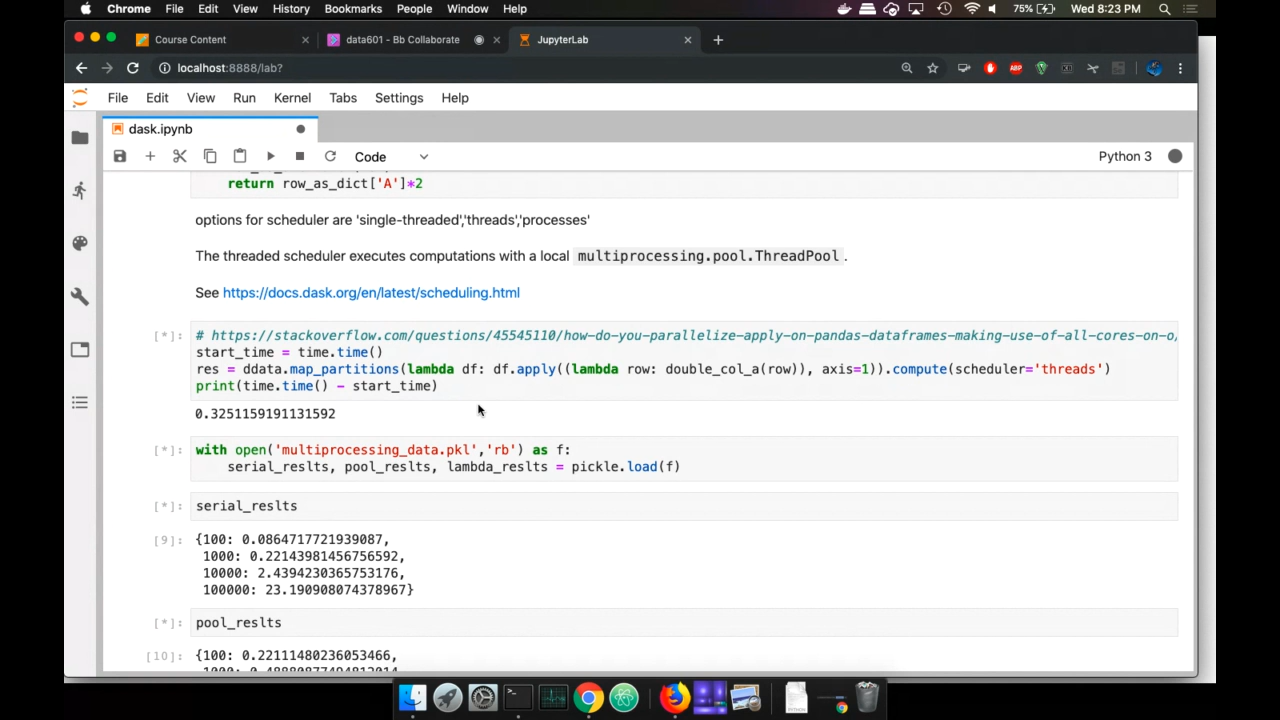 Chrome File Edit View History Bookmarks People Window Help 75% Wed 8:23 PM
Course Content data601 - Bb Collaborate JupyterLab
localhost:8888/lab?
File Edit View Run Kernel Tabs Settings Help
dask.ipynb
Code Python 3
return row_as_dict['A']*2
options for scheduler are 'single-threaded','threads','processes'
The threaded scheduler executes computations with a local multiprocessing.pool.ThreadPool.
See https://docs.dask.org/en/latest/scheduling.html
[*]: # https://stackoverflow.com/questions/45545110/how-do-you-parallelize-apply-on-pandas-dataframes-making-use-of-all-cores-on-o
start_time = time.time()
res = ddata.map_partitions(lambda df: df.apply((lambda row: double_col_a(row)), axis=1)).compute(scheduler='threads')
print(time.time() - start_time)
0.3251159191131592
[*]: with open('multiprocessing_data.pkl','rb') as f:
serial_reslts, pool_reslts, lambda_reslts = pickle.load(f)
[*]: serial_reslts
[9]: {100: 0.0864717721939087,
1000: 0.22143981456756592,
10000: 2.4394230365753176,
100000: 23.190908074378967}
[*]: pool_reslts
[10]: {100: 0.22111480236053466,